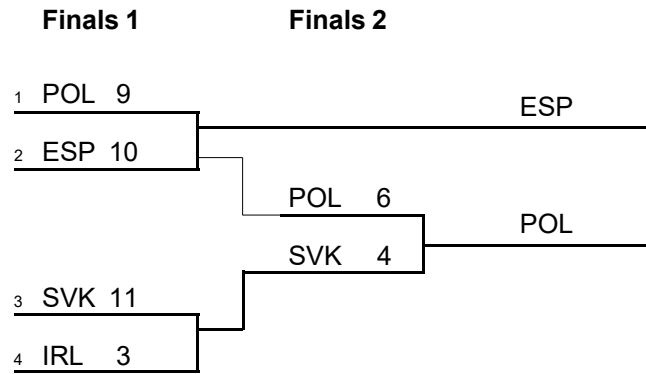 Finals 1 Finals 2
1 POL 9
ESP
2 ESP 10
POL 6
POL
SVK 4
3 SVK 11
4 IRL 3